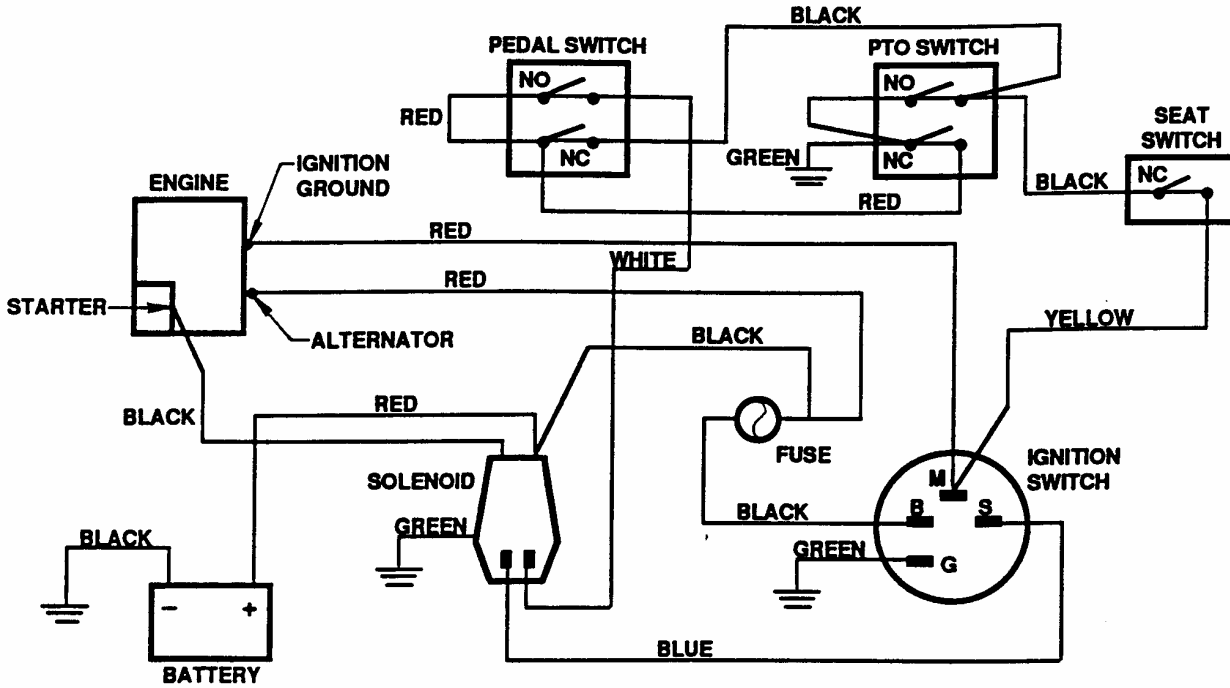 BLACK
PEDAL SWITCH
PTO SWITCH
NO
NO
RED
SEAT
SWITCH
NC
GREEN
NC
NC
IGNITION
GROUND
ENGINE
BLACK
RED
RED
WHITE
RED
STARTER
ALTERNATOR
BLACK
YELLOW
RED
BLACK
FUSE
SOLENOID
IGNITION
SWITCH
M
B
S
BLACK
GREEN
BLACK
GREEN
G
-
+
BLUE
BATTERY